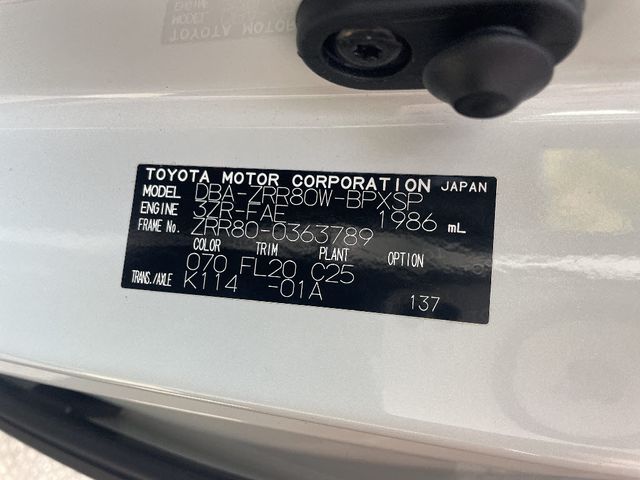 TOYOTA MOTOR CORPORATION JAPAN
MODEL DBA-ZRR80W-BPXSP
ENGINE 3ZR-FAE 1986 mL
FRAME No. ZRR80-0363789
COLOR TRIM PLANT OPTION
070 FL20 C25
TRANS./AXLE K114 -01A 137